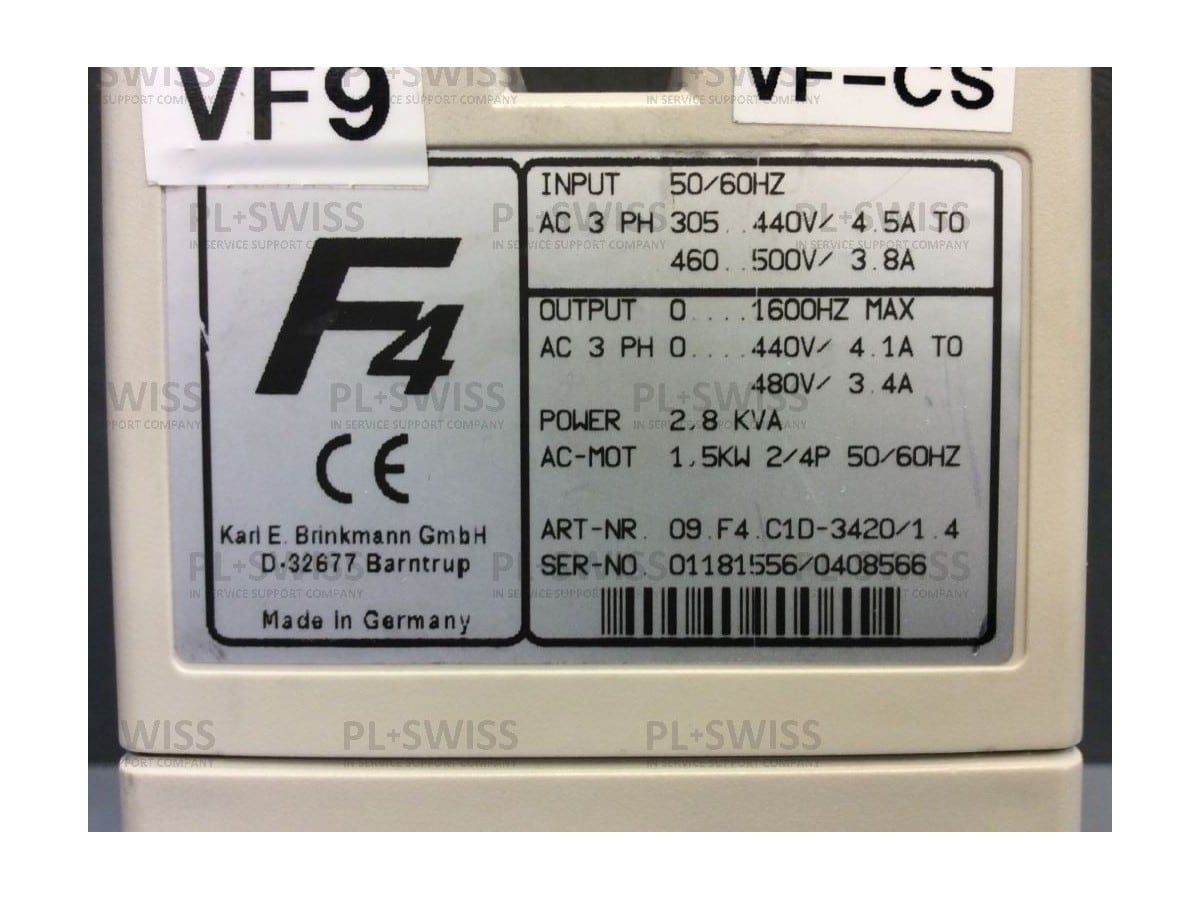 VF9
VF-CS
F4
CE
Karl E. Brinkmann GmbH
D-32677 Barntrup
Made in Germany
INPUT 50/60HZ
AC 3 PH 305..440V/ 4.5A TO
460..500V/ 3.8A
OUTPUT 0....1600HZ MAX
AC 3 PH 0....440V/ 4.1A TO
480V/ 3.4A
POWER 2,8 KVA
AC-MOT 1,5KW 2/4P 50/60HZ
ART-NR. 09.F4.C1D-3420/1.4
SER-NO. 01181556/0408566
PL+SWISS
IN SERVICE SUPPORT COMPANY